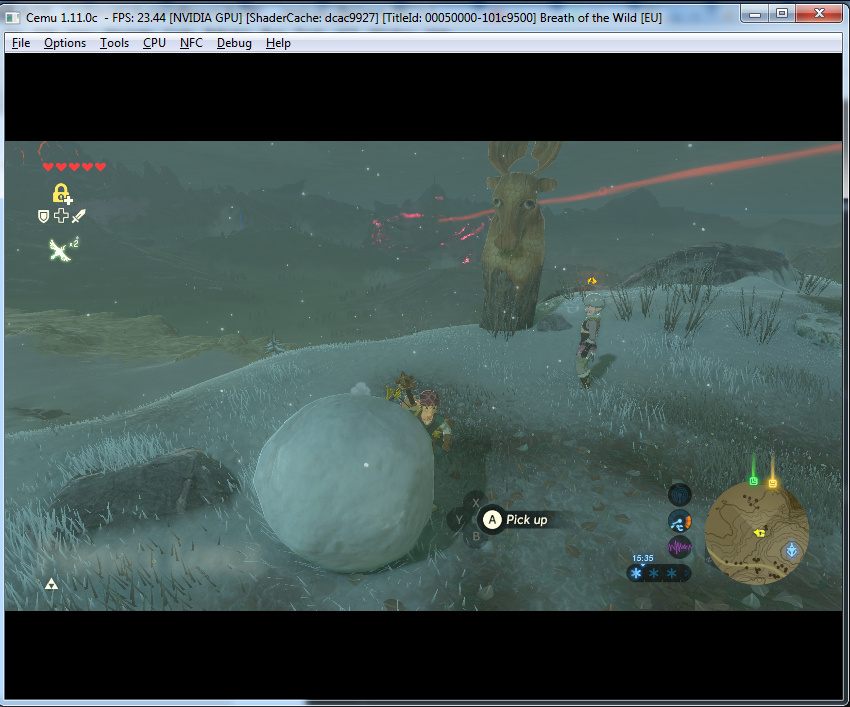 Cemu 1.11.0c - FPS: 23.44 [NVIDIA GPU] [ShaderCache: dcac9927] [TitleId: 00050000-101c9500] Breath of the Wild [EU]
File Options Tools CPU NFC Debug Help
×2
X
Y A Pick up
B
15:35